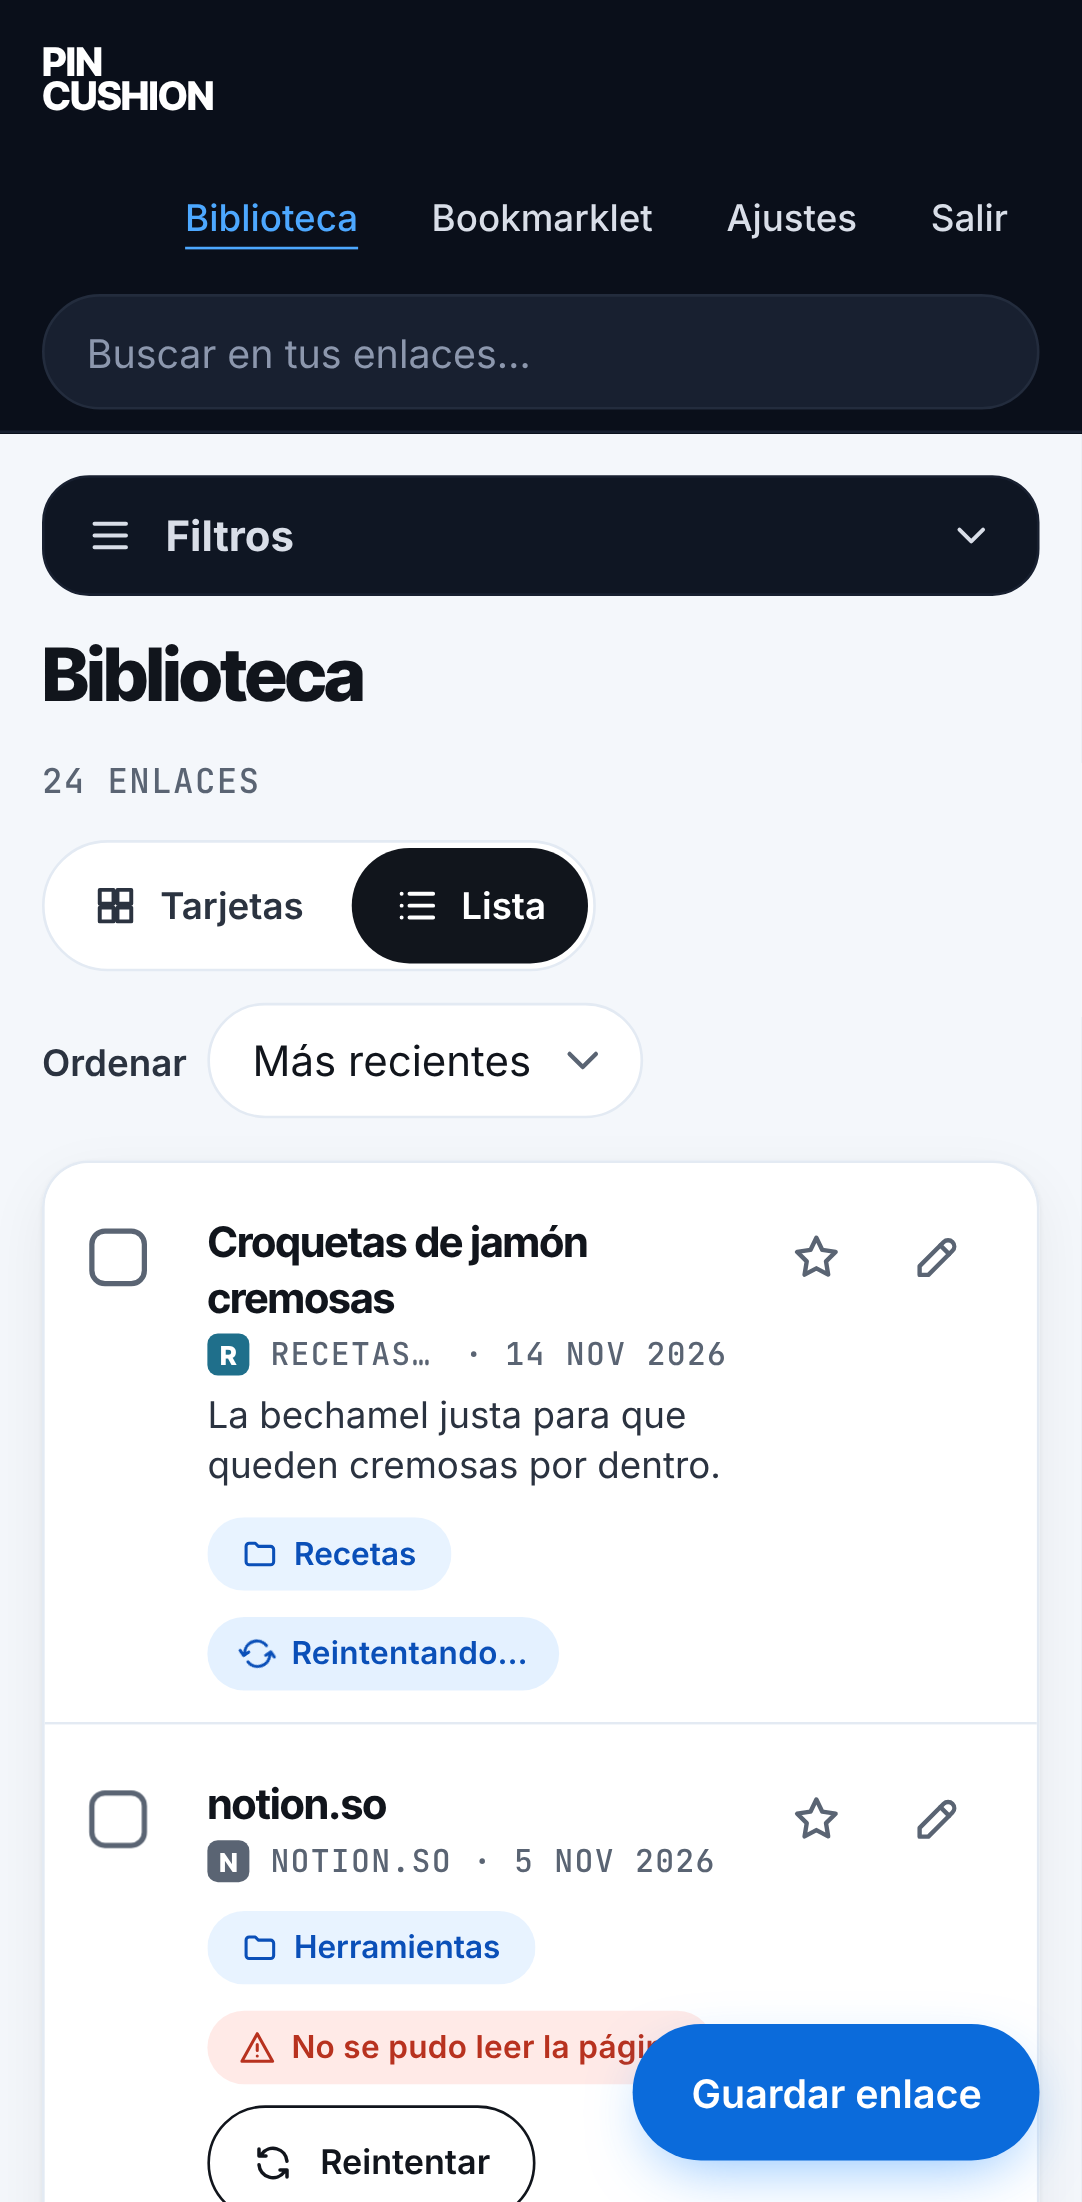 PIN
CUSHION
Biblioteca Bookmarklet Ajustes Salir
Buscar en tus enlaces...
Filtros
Biblioteca
24 ENLACES
Tarjetas Lista
Ordenar Más recientes
Croquetas de jamón
cremosas
R RECETAS… · 14 NOV 2026
La bechamel justa para que
queden cremosas por dentro.
Recetas
Reintentando...
notion.so
N NOTION.SO · 5 NOV 2026
Herramientas
No se pudo leer la
Guardar enlace
Reintentar